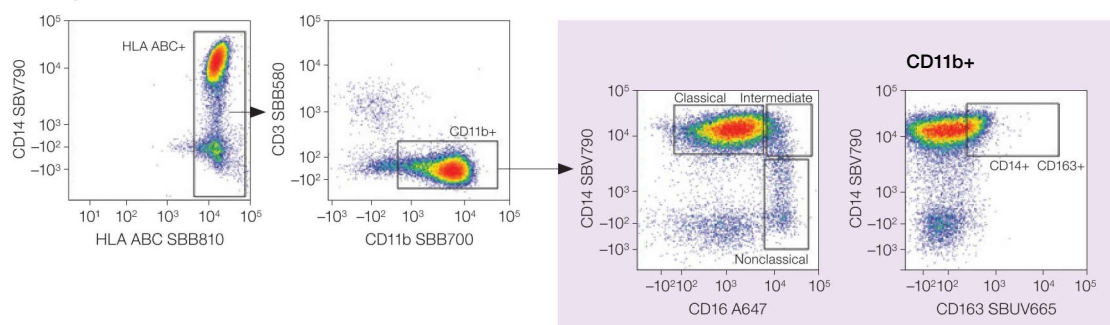 10⁵
10⁴
10³
−10²
−10³
CD14 SBV790
HLA ABC+
10¹ 10² 10³ 10⁴ 10⁵
HLA ABC SBB810
10⁵
10⁴
10³
10²
−10²
CD3 SBB580
CD11b+
−10³ −10² 10³ 10⁴ 10⁵
CD11b SBB700
CD11b+
10⁵
10⁴
10³
−10²
−10³
CD14 SBV790
Classical Intermediate
Nonclassical
−10² 10² 10³ 10⁴ 10⁵
CD16 A647
10⁵
10⁴
10³
−10²
−10³
CD14 SBV790
CD14+ CD163+
−10² 10² 10³ 10⁴ 10⁵
CD163 SBUV665